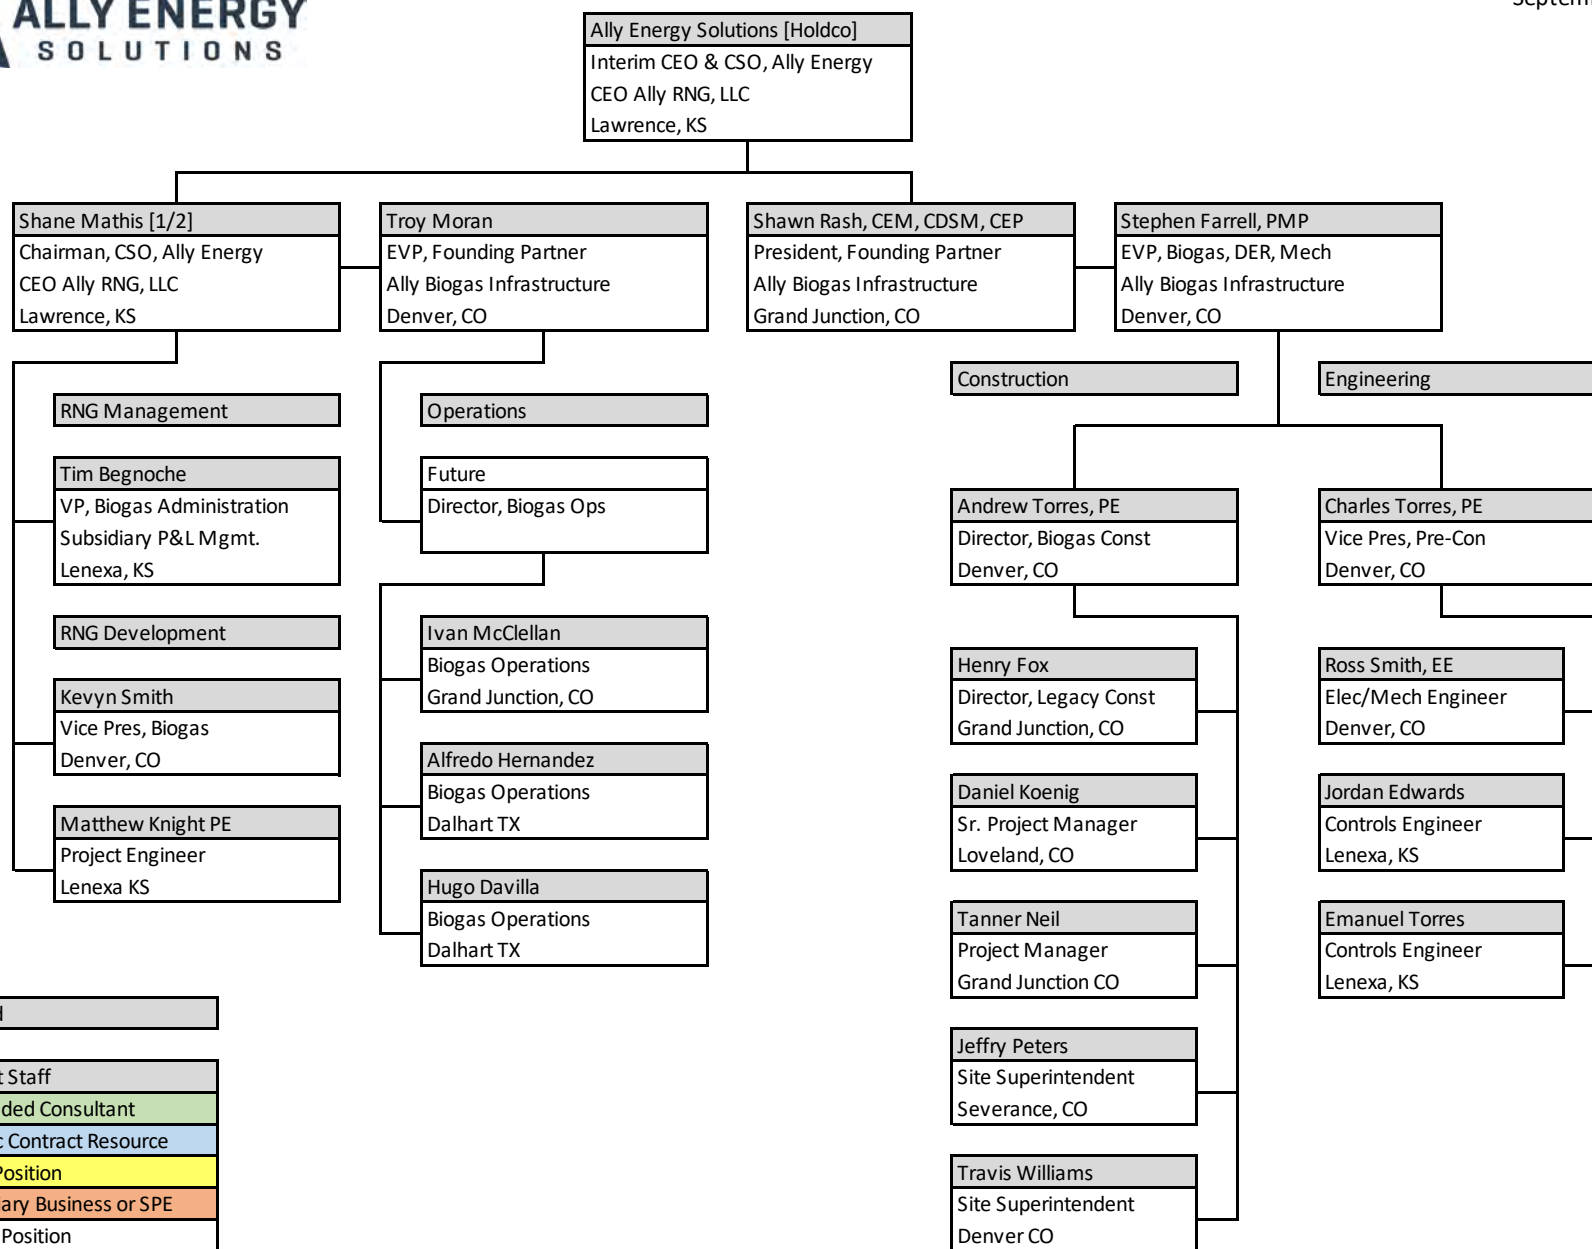 ALLY ENERGY
SOLUTIONS
Ally Energy Solutions [Holdco]
Interim CEO & CSO, Ally Energy
CEO Ally RNG, LLC
Lawrence, KS
Shane Mathis [1/2]
Chairman, CSO, Ally Energy
CEO Ally RNG, LLC
Lawrence, KS
Troy Moran
EVP, Founding Partner
Ally Biogas Infrastructure
Denver, CO
Shawn Rash, CEM, CDSM, CEP
President, Founding Partner
Ally Biogas Infrastructure
Grand Junction, CO
Stephen Farrell, PMP
EVP, Biogas, DER, Mech
Ally Biogas Infrastructure
Denver, CO
RNG Management
Tim Begnoche
VP, Biogas Administration
Subsidiary P&L Mgmt.
Lenexa, KS
RNG Development
Kevyn Smith
Vice Pres, Biogas
Denver, CO
Matthew Knight PE
Project Engineer
Lenexa KS
Operations
Future
Director, Biogas Ops
Ivan McClellan
Biogas Operations
Grand Junction, CO
Alfredo Hernandez
Biogas Operations
Dalhart TX
Hugo Davilla
Biogas Operations
Dalhart TX
Construction
Andrew Torres, PE
Director, Biogas Const
Denver, CO
Henry Fox
Director, Legacy Const
Grand Junction, CO
Daniel Koenig
Sr. Project Manager
Loveland, CO
Tanner Neil
Project Manager
Grand Junction CO
Jeffry Peters
Site Superintendent
Severance, CO
Travis Williams
Site Superintendent
Denver CO
Engineering
Charles Torres, PE
Vice Pres, Pre-Con
Denver, CO
Ross Smith, EE
Elec/Mech Engineer
Denver, CO
Jordan Edwards
Controls Engineer
Lenexa, KS
Emanuel Torres
Controls Engineer
Lenexa, KS
Staff
Consultant
Contract Resource
Position
Business or SPE
Position